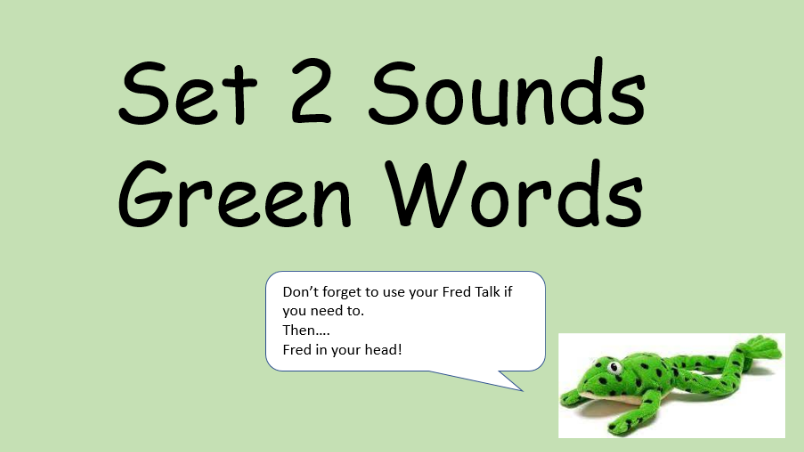 Set 2 Sounds
Green Words
Don’t forget to use your Fred Talk if
you need to.
Then….
Fred in your head!